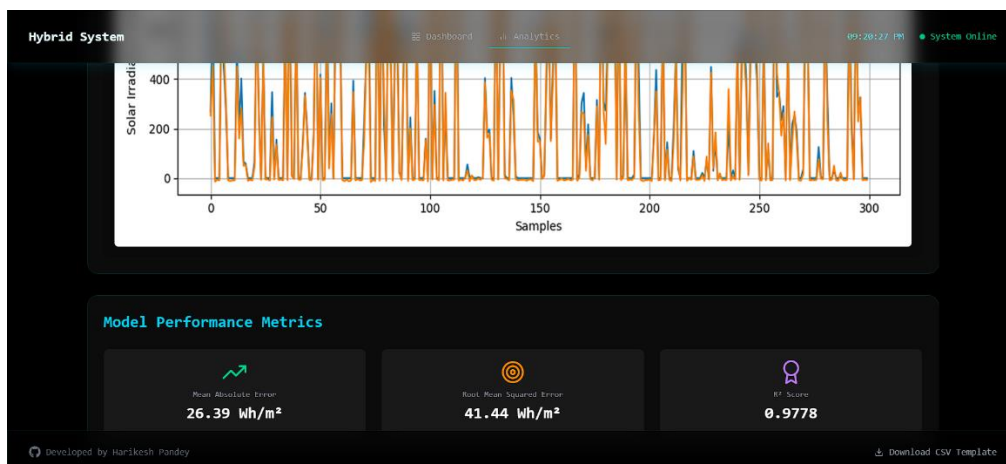 Hybrid System
Dashboard
Analytics
09:20:27 PM
System Online
Solar Irradia
400
200
0
0 50 100 150 200 250 300
Samples
Model Performance Metrics
Mean Absolute Error
26.39 Wh/m²
Root Mean Squared Error
41.44 Wh/m²
R² Score
0.9778
Developed by Harikesh Pandey
Download CSV Template